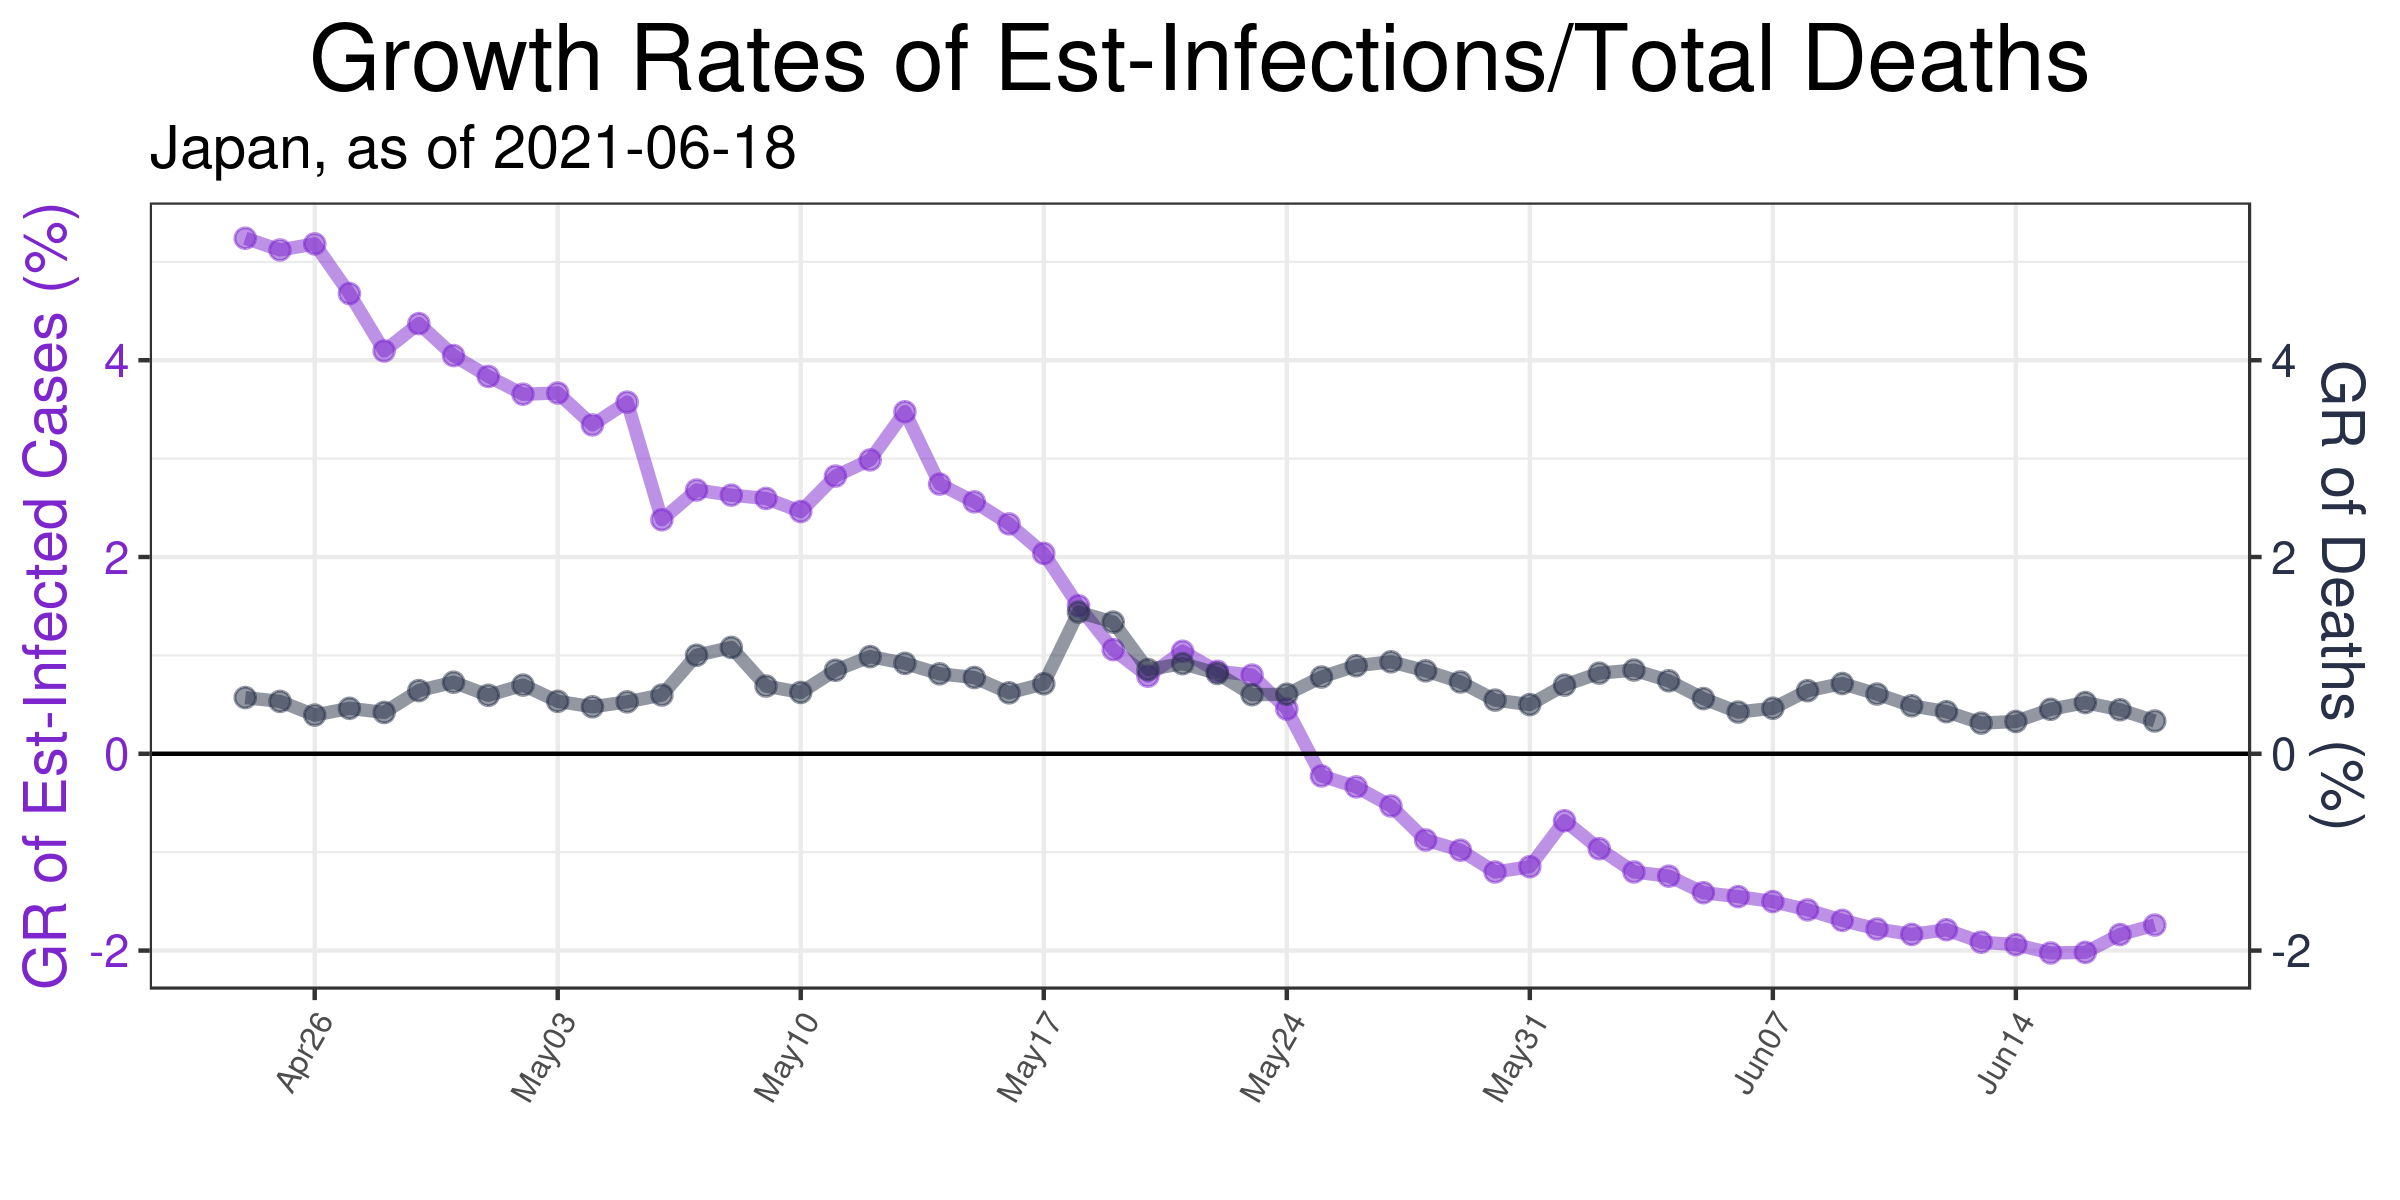 Growth Rates of Est-Infections/Total Deaths
Japan, as of 2021-06-18
GR of Est-Infected Cases (%)
4
2
0
-2
4
2
0
-2
GR of Deaths (%)
Apr26
May03
May10
May17
May24
May31
Jun07
Jun14